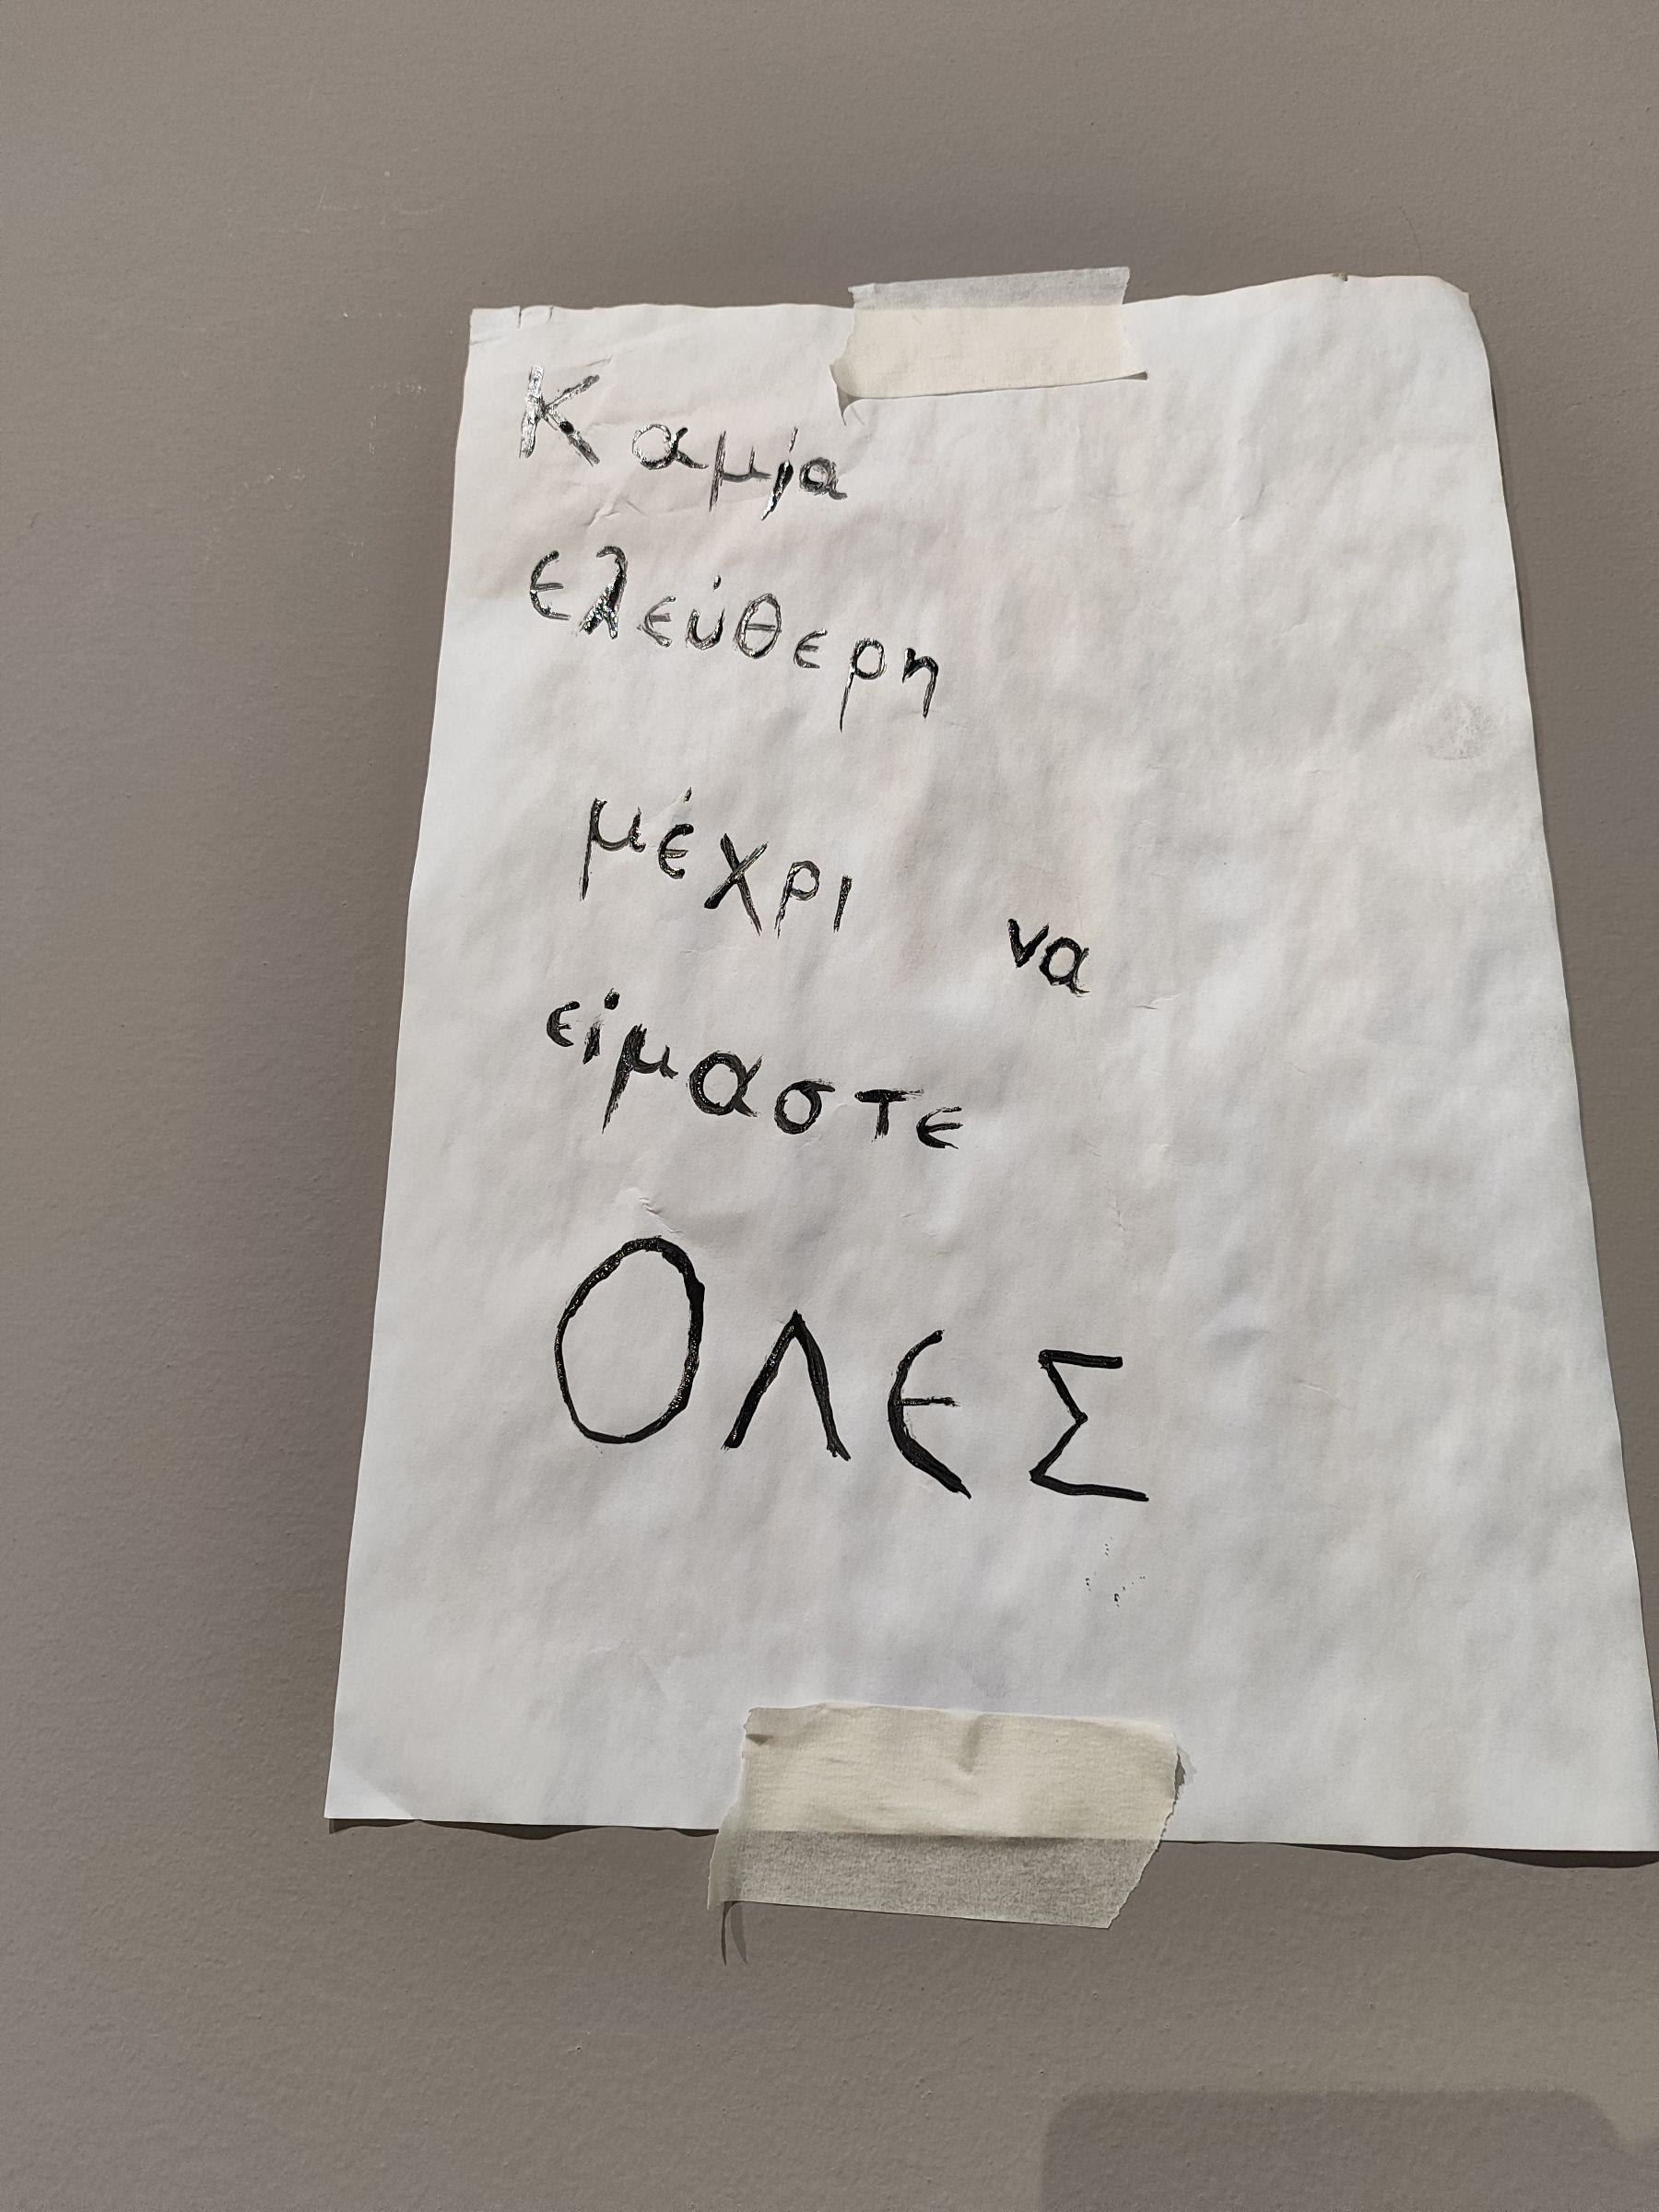 Καμία
ελεύθερη
μέχρι να
είμαστε
ΟΛΕΣ